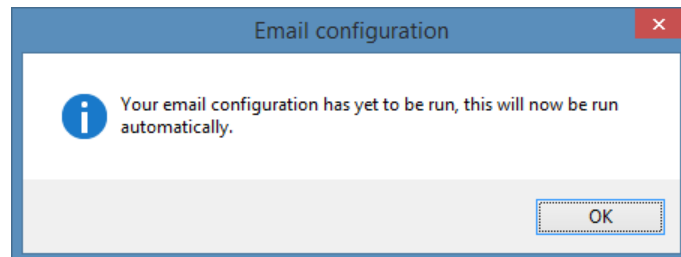 Email configuration
Your email configuration has yet to be run, this will now be run
automatically.
OK